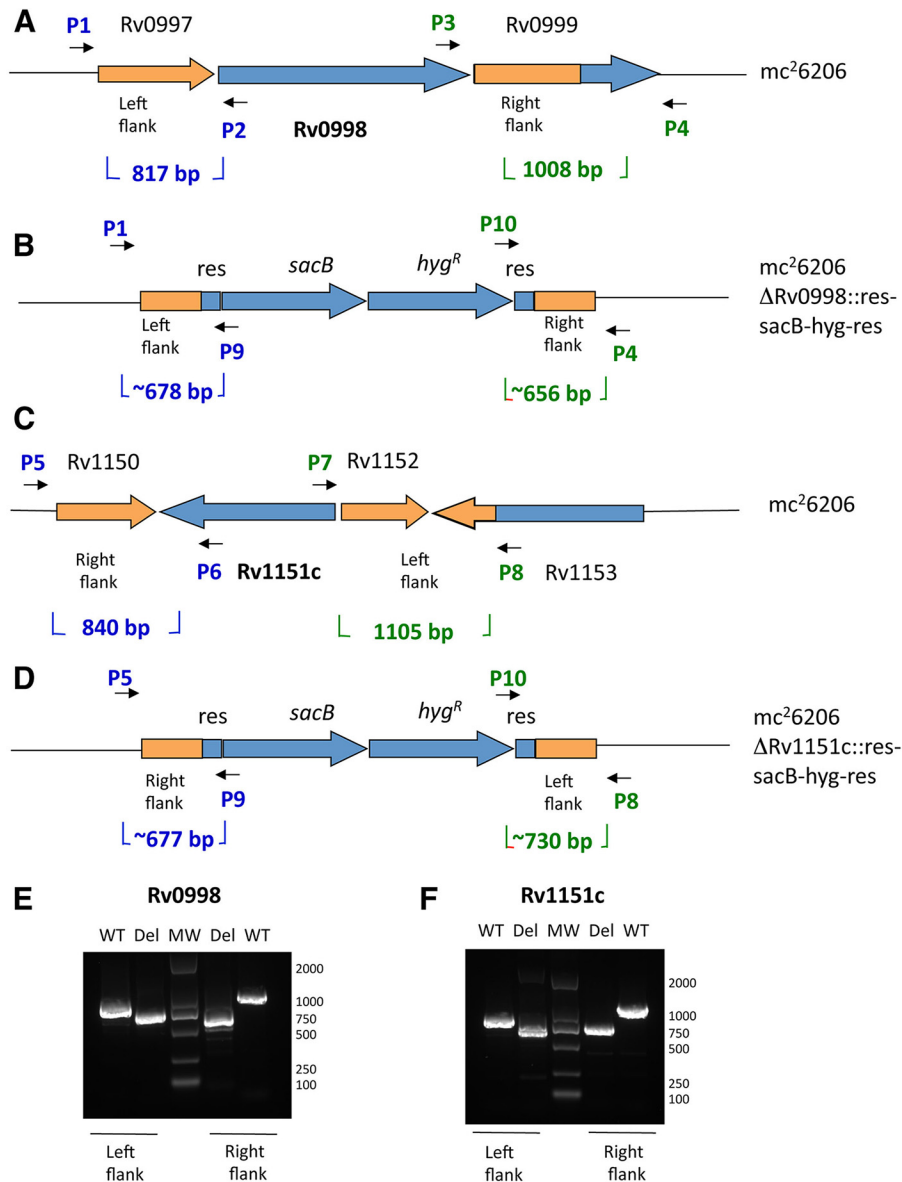 A
P1
Rv0997
P3
Rv0999
mc²6206
Left
flank
P2
Rv0998
Right
flank
P4
817 bp
1008 bp
B
P1
P10
res
sacB
hygᴿ
res
mc²6206
ΔRv0998::res-
sacB-hyg-res
Left
flank
P9
Right
flank
P4
~678 bp
~656 bp
C
P5
Rv1150
P7
Rv1152
mc²6206
Right
flank
P6
Rv1151c
Left
flank
P8
Rv1153
840 bp
1105 bp
D
P5
P10
res
sacB
hygᴿ
res
mc²6206
ΔRv1151c::res-
sacB-hyg-res
Right
flank
P9
Left
flank
P8
~677 bp
~730 bp
E
Rv0998
WT Del MW Del WT
2000
1000
750
500
250
100
Left
flank
Right
flank
F
Rv1151c
WT Del MW Del WT
2000
1000
750
500
250
100
Left
flank
Right
flank